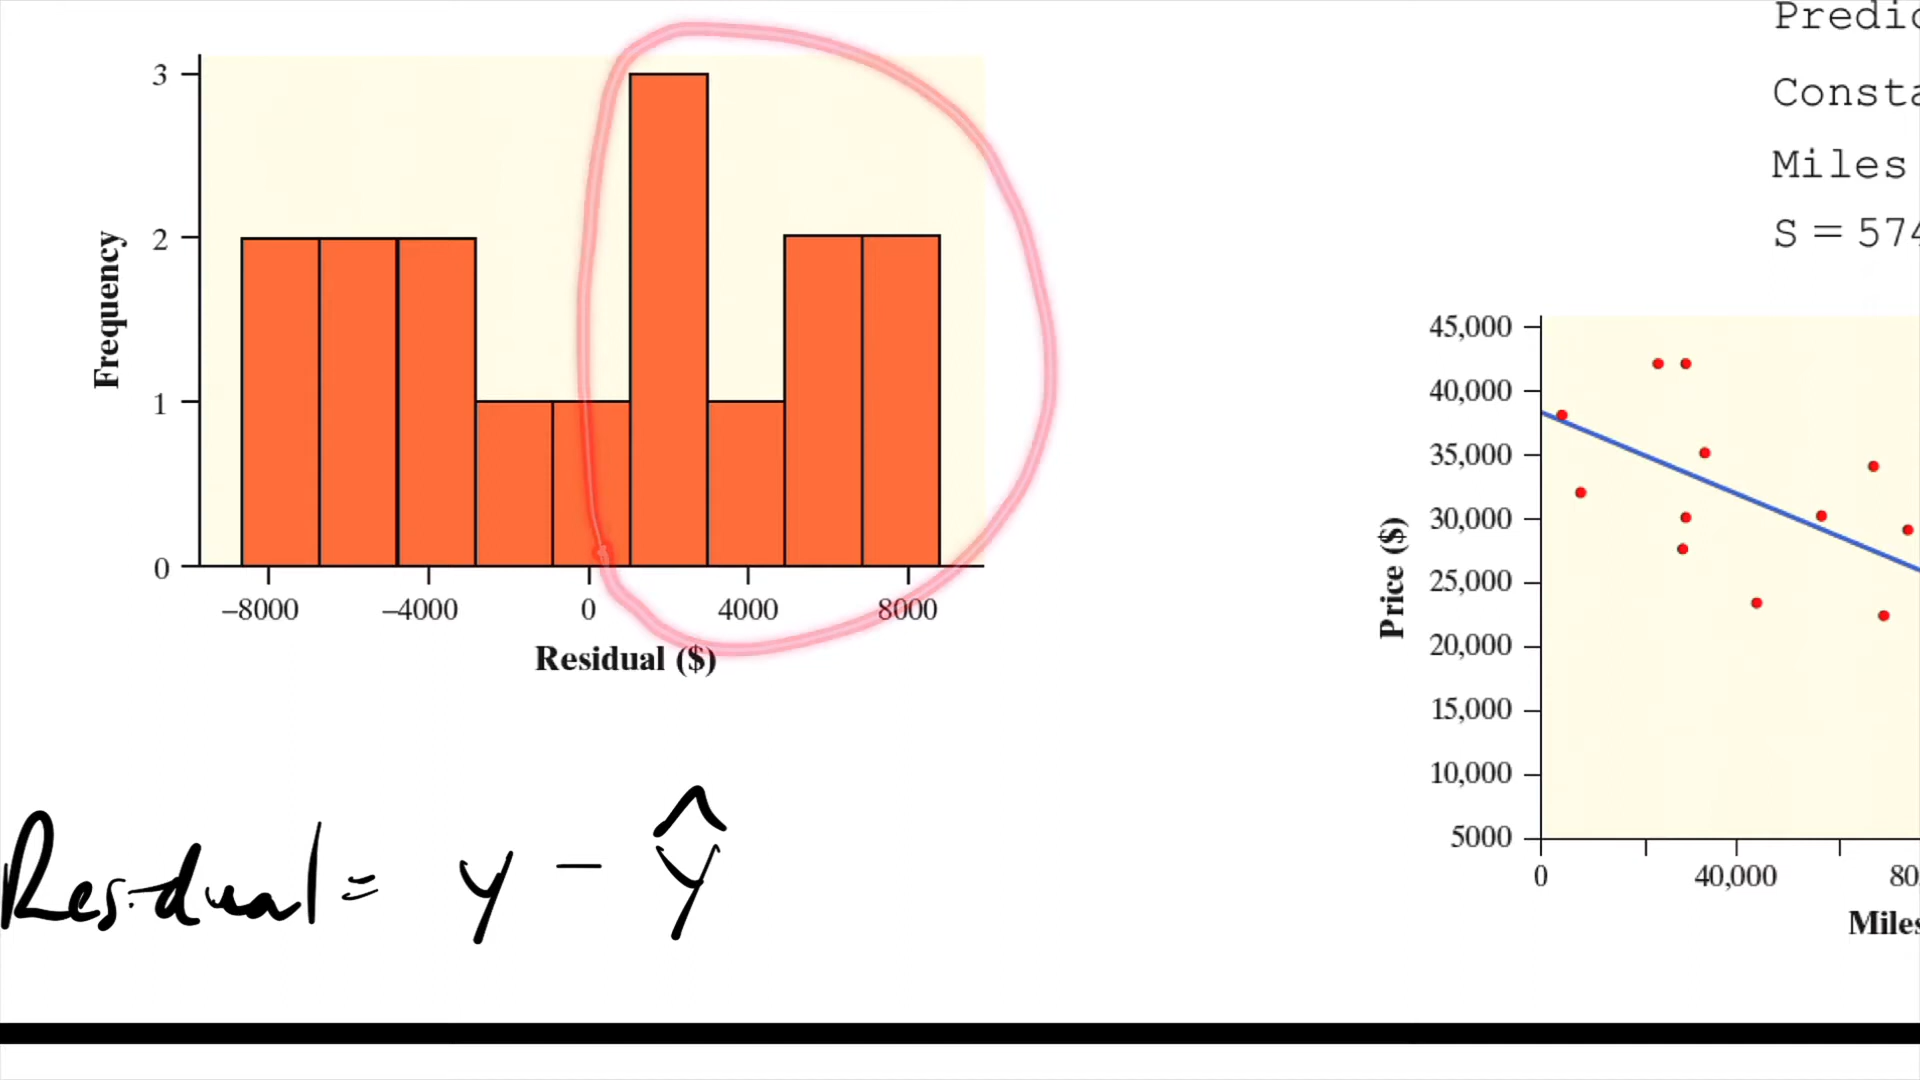 3
2
1
0
Frequency
–8000 –4000 0 4000 8000
Residual ($)
Residual = y − ŷ
Predic
Consta
Miles
S = 574
45,000
40,000
35,000
30,000
25,000
20,000
15,000
10,000
5000
Price ($)
0 40,000 80
Miles